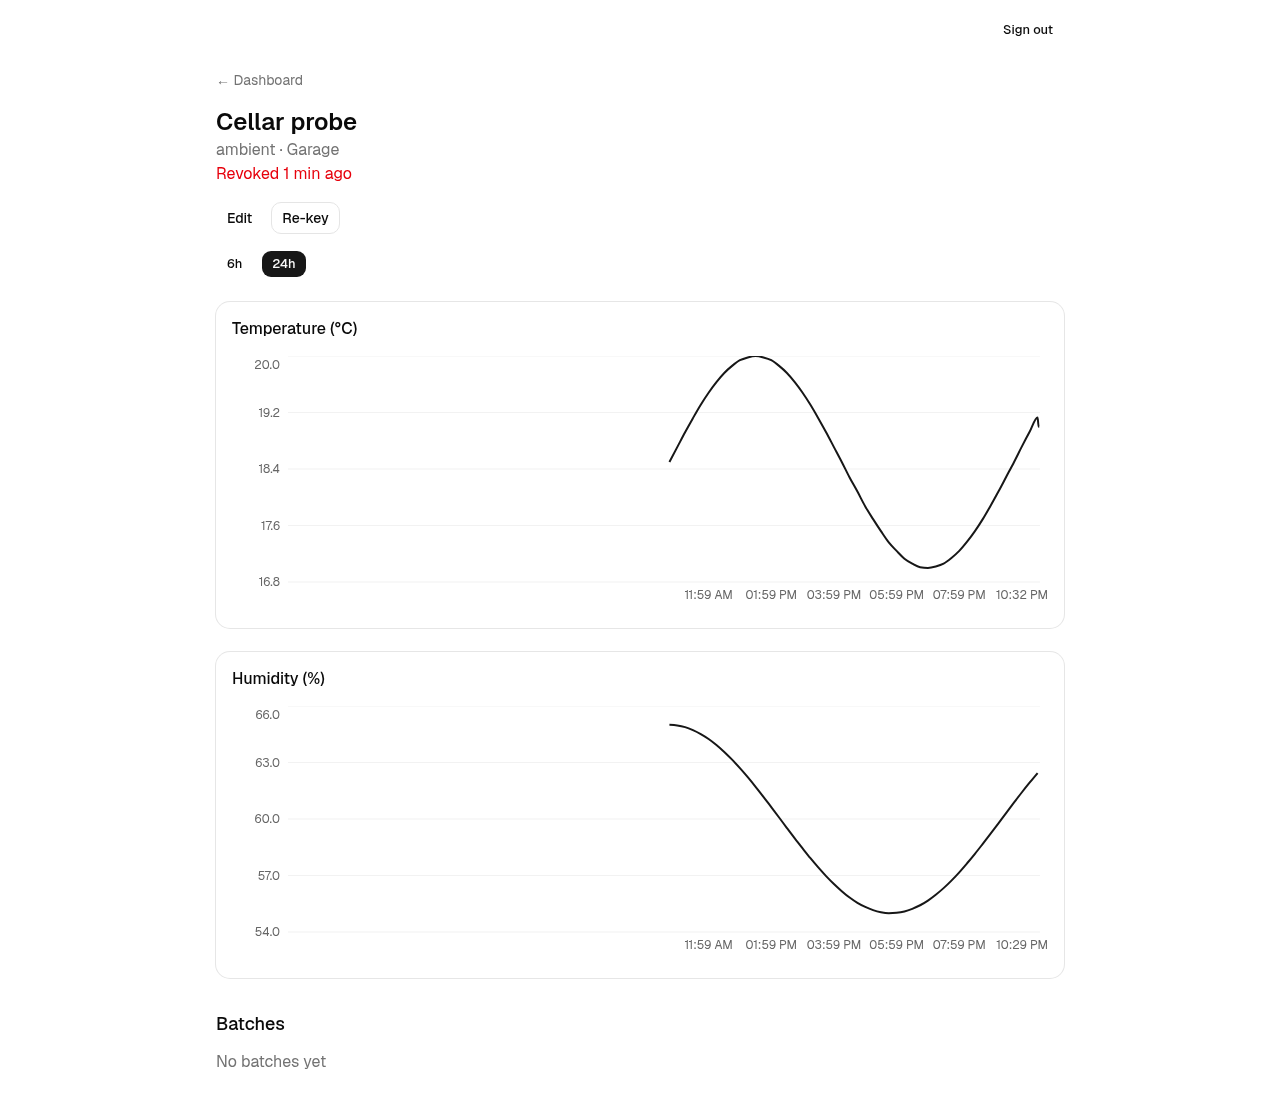 Sign out
← Dashboard
Cellar probe
ambient · Garage
Revoked 1 min ago
Edit Re-key
6h 24h
Temperature (°C)
20.0
19.2
18.4
17.6
16.8
11:59 AM 01:59 PM 03:59 PM 05:59 PM 07:59 PM 10:32 PM
Humidity (%)
66.0
63.0
60.0
57.0
54.0
11:59 AM 01:59 PM 03:59 PM 05:59 PM 07:59 PM 10:29 PM
Batches
No batches yet